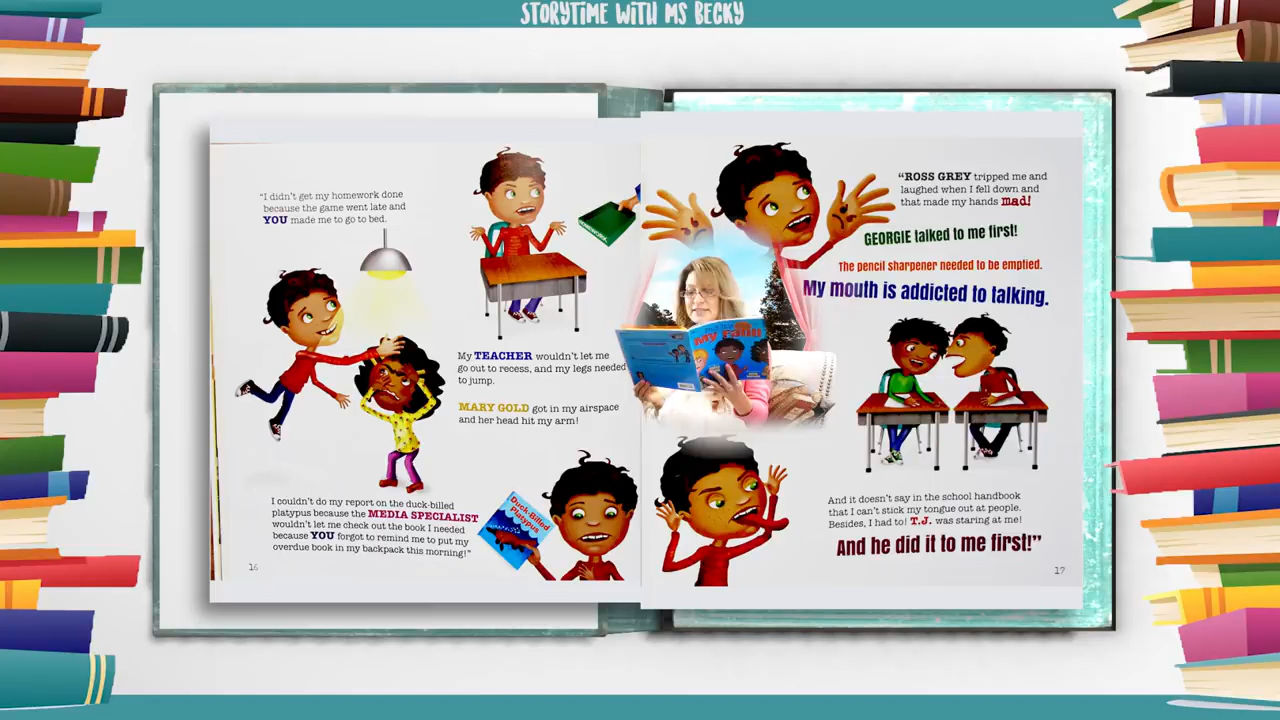 STORYTIME WITH MS BECKY
"I didn't get my homework done
because the game went late and
YOU made me to go to bed.
HOMEWORK
My TEACHER wouldn't let me
go out to recess, and my legs needed
to jump.
MARY GOLD got in my airspace
and her head hit my arm!
I couldn't do my report on the duck-billed
platypus because the MEDIA SPECIALIST
wouldn't let me check out the book I needed
because YOU forgot to remind me to put my
overdue book in my backpack this morning!"
Duck-Billed
Platypus
16
"ROSS GREY tripped me and
laughed when I fell down and
that made my hands mad!
GEORGIE talked to me first!
The pencil sharpener needed to be emptied.
My mouth is addicted to talking.
And it doesn't say in the school handbook
that I can't stick my tongue out at people.
Besides, I had to! T.J. was staring at me!
And he did it to me first!"
17